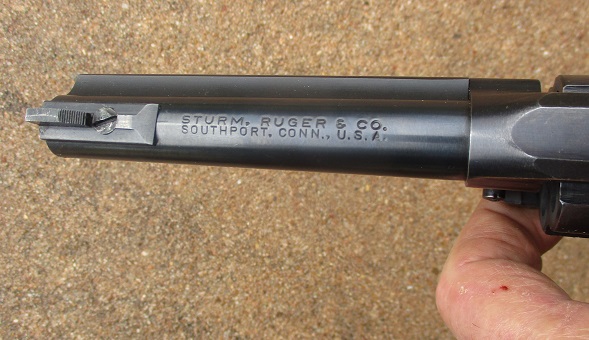 STURM, RUGER & CO.
SOUTHPORT, CONN., U.S.A.